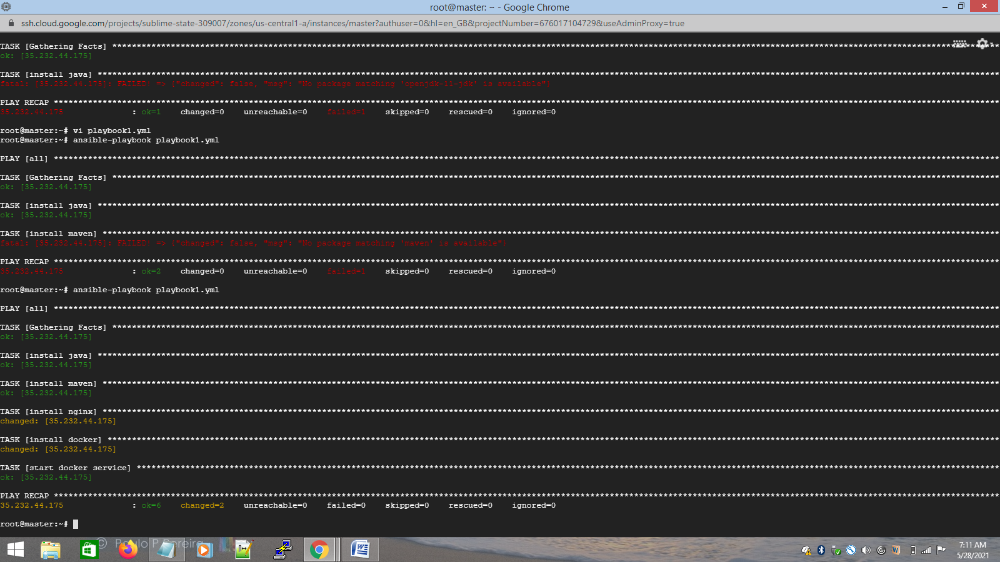 root@master: ~ - Google Chrome
ssh.cloud.google.com/projects/sublime-state-309007/zones/us-central1-a/instances/master?authuser=0&hl=en_GB&projectNumber=676017104729&useAdminProxy=true
TASK [Gathering Facts] ****************************************************************
ok: [35.232.44.175]
TASK [install java] ****************************************************************
fatal: [35.232.44.175]: FAILED! => {"changed": false, "msg": "No package matching 'openjdk-11-jdk' is available"}
PLAY RECAP ****************************************************************
35.232.44.175 : ok=1 changed=0 unreachable=0 failed=1 skipped=0 rescued=0 ignored=0
root@master:~# vi playbook1.yml
root@master:~# ansible-playbook playbook1.yml
PLAY [all] ****************************************************************
TASK [Gathering Facts] ****************************************************************
ok: [35.232.44.175]
TASK [install java] ****************************************************************
ok: [35.232.44.175]
TASK [install maven] ****************************************************************
fatal: [35.232.44.175]: FAILED! => {"changed": false, "msg": "No package matching 'maven' is available"}
PLAY RECAP ****************************************************************
35.232.44.175 : ok=2 changed=0 unreachable=0 failed=1 skipped=0 rescued=0 ignored=0
root@master:~# ansible-playbook playbook1.yml
PLAY [all] ****************************************************************
TASK [Gathering Facts] ****************************************************************
ok: [35.232.44.175]
TASK [install java] ****************************************************************
ok: [35.232.44.175]
TASK [install maven] ****************************************************************
ok: [35.232.44.175]
TASK [install nginx] ****************************************************************
changed: [35.232.44.175]
TASK [install docker] ****************************************************************
changed: [35.232.44.175]
TASK [start docker service] ****************************************************************
ok: [35.232.44.175]
PLAY RECAP ****************************************************************
35.232.44.175 : ok=6 changed=2 unreachable=0 failed=0 skipped=0 rescued=0 ignored=0
root@master:~#
7:11 AM
5/28/2021